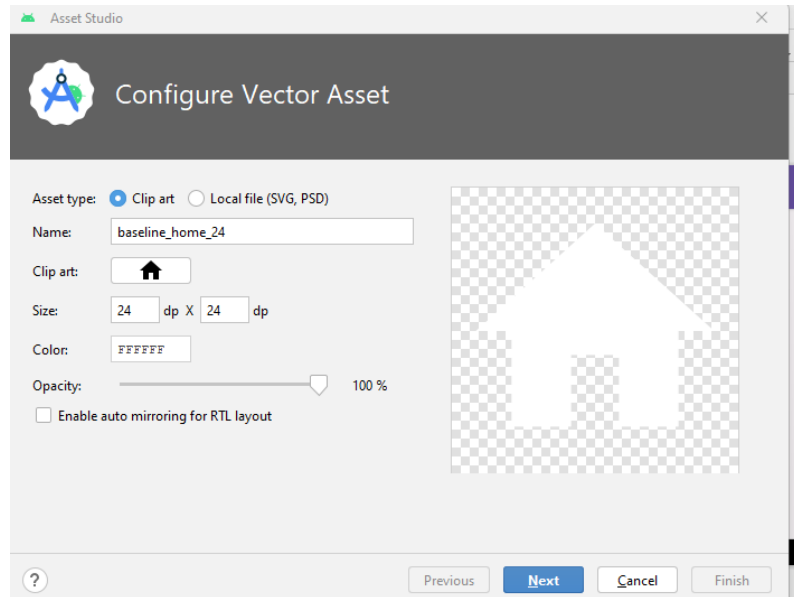 Asset Studio
Configure Vector Asset
Asset type: Clip art Local file (SVG, PSD)
Name: baseline_home_24
Clip art:
Size: 24 dp X 24 dp
Color: FFFFFF
Opacity: 100 %
Enable auto mirroring for RTL layout
? Previous Next Cancel Finish